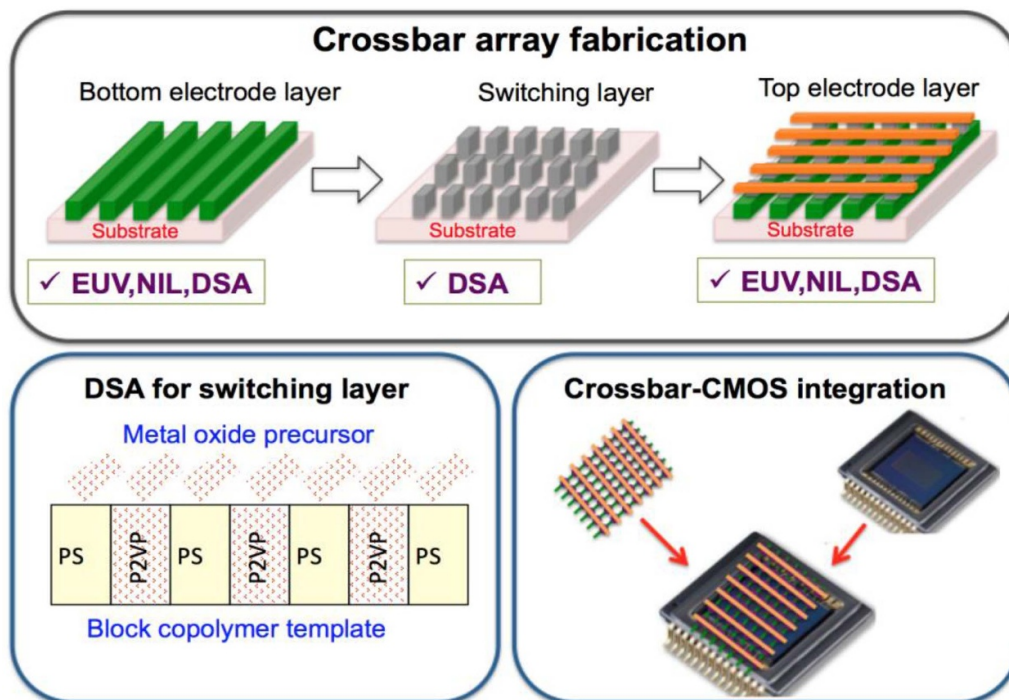 Crossbar array fabrication
Bottom electrode layer
Switching layer
Top electrode layer
Substrate
Substrate
Substrate
✓ EUV,NIL,DSA
✓ DSA
✓ EUV,NIL,DSA
DSA for switching layer
Metal oxide precursor
PS
P2VP
PS
P2VP
PS
P2VP
PS
Block copolymer template
Crossbar-CMOS integration